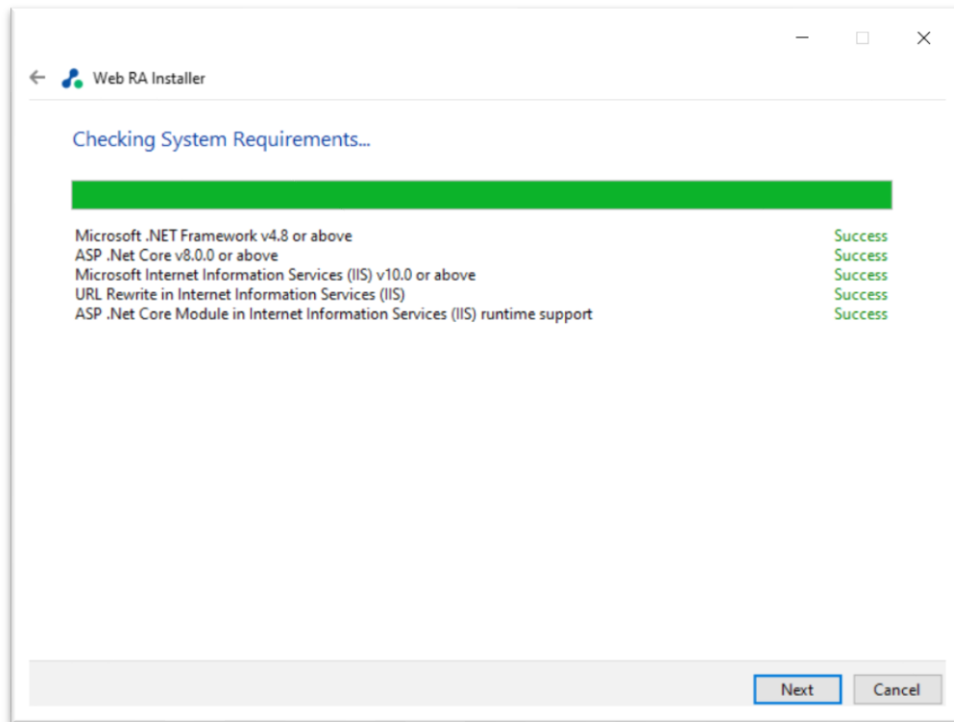 Web RA Installer
Checking System Requirements...
Microsoft .NET Framework v4.8 or above Success
ASP .Net Core v8.0.0 or above Success
Microsoft Internet Information Services (IIS) v10.0 or above Success
URL Rewrite in Internet Information Services (IIS) Success
ASP .Net Core Module in Internet Information Services (IIS) runtime support Success
Next Cancel